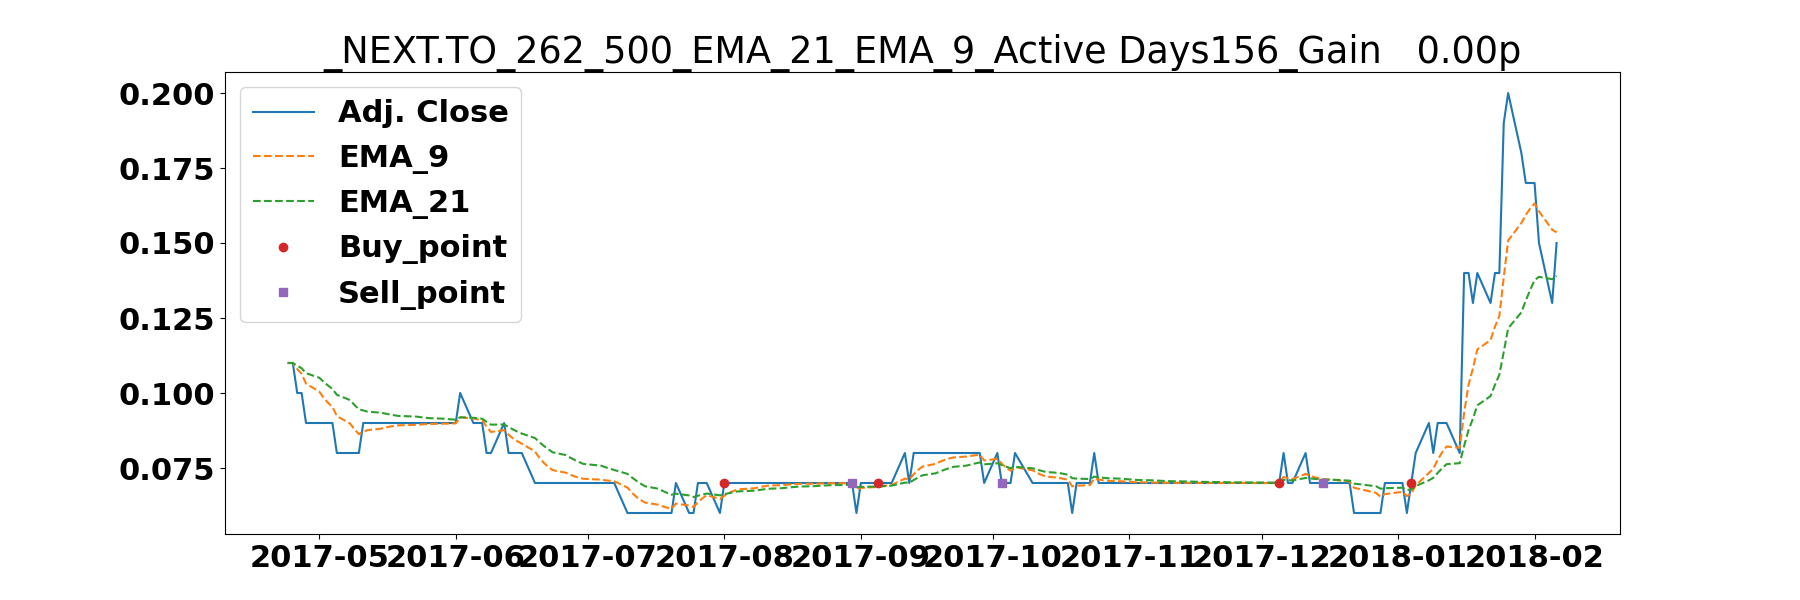 _NEXT.TO_262_500_EMA_21_EMA_9_Active Days156_Gain   0.00p
0.200
0.175
0.150
0.125
0.100
0.075
Adj. Close
EMA_9
EMA_21
Buy_point
Sell_point
2017-05 2017-06 2017-07 2017-08 2017-09 2017-10 2017-11 2017-12 2018-01 2018-02